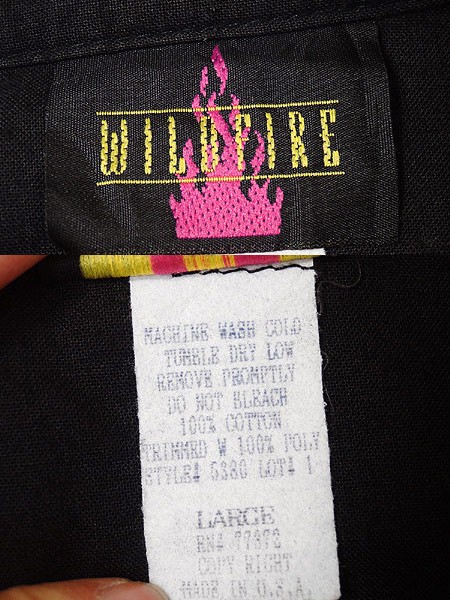 WILDFIRE
MACHINE WASH COLD
TUMBLE DRY LOW
REMOVE PROMPTLY
DO NOT BLEACH
100% COTTON
TRIMMED W 100% POLY
STYLE# 5380 LOT# 1
LARGE
RN# 77372
COPY RIGHT
MADE IN U.S.A.